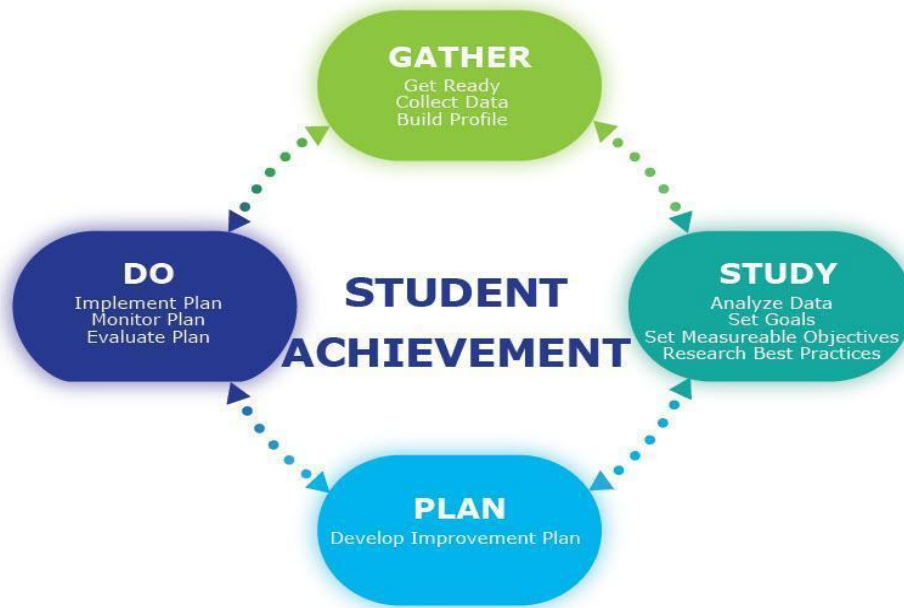 GATHER
Get Ready
Collect Data
Build Profile
DO
Implement Plan
Monitor Plan
Evaluate Plan
STUDENT
ACHIEVEMENT
STUDY
Analyze Data
Set Goals
Set Measureable Objectives
Research Best Practices
PLAN
Develop Improvement Plan